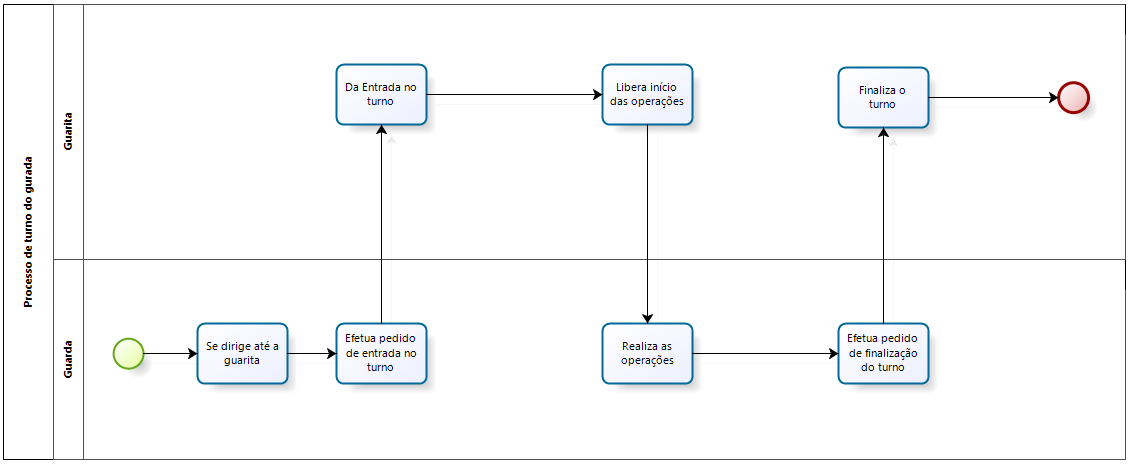 Processo de turno do gurada
Guarita
Da Entrada no
turno
Libera início
das operações
Finaliza o
turno
Guarda
Se dirige até a
guarita
Efetua pedido
de entrada no
turno
Realiza as
operações
Efetua pedido
de finalização
do turno